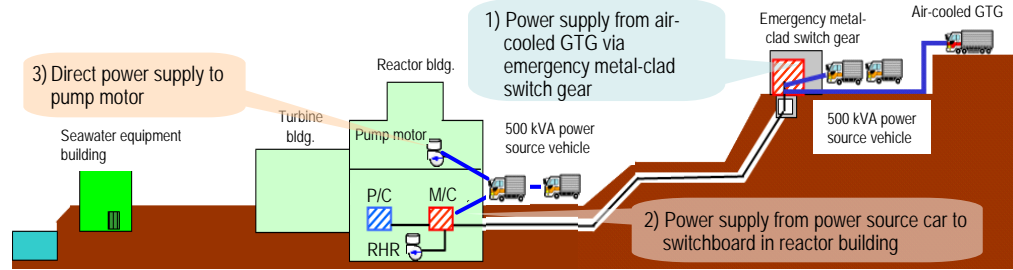 1) Power supply from air-
cooled GTG via
emergency metal-clad
switch gear
Emergency metal-
clad switch gear
Air-cooled GTG
3) Direct power supply to
pump motor
Reactor bldg.
Turbine
bldg.
Pump motor
500 kVA power
source vehicle
500 kVA power
source vehicle
Seawater equipment
building
P/C
M/C
RHR
2) Power supply from power source car to
switchboard in reactor building